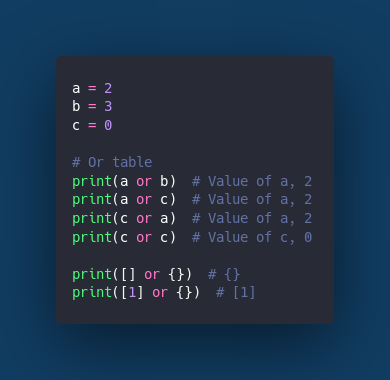 a = 2
b = 3
c = 0

# Or table
print(a or b)  # Value of a, 2
print(a or c)  # Value of a, 2
print(c or a)  # Value of a, 2
print(c or c)  # Value of c, 0

print([] or {})  # {}
print([1] or {})  # [1]